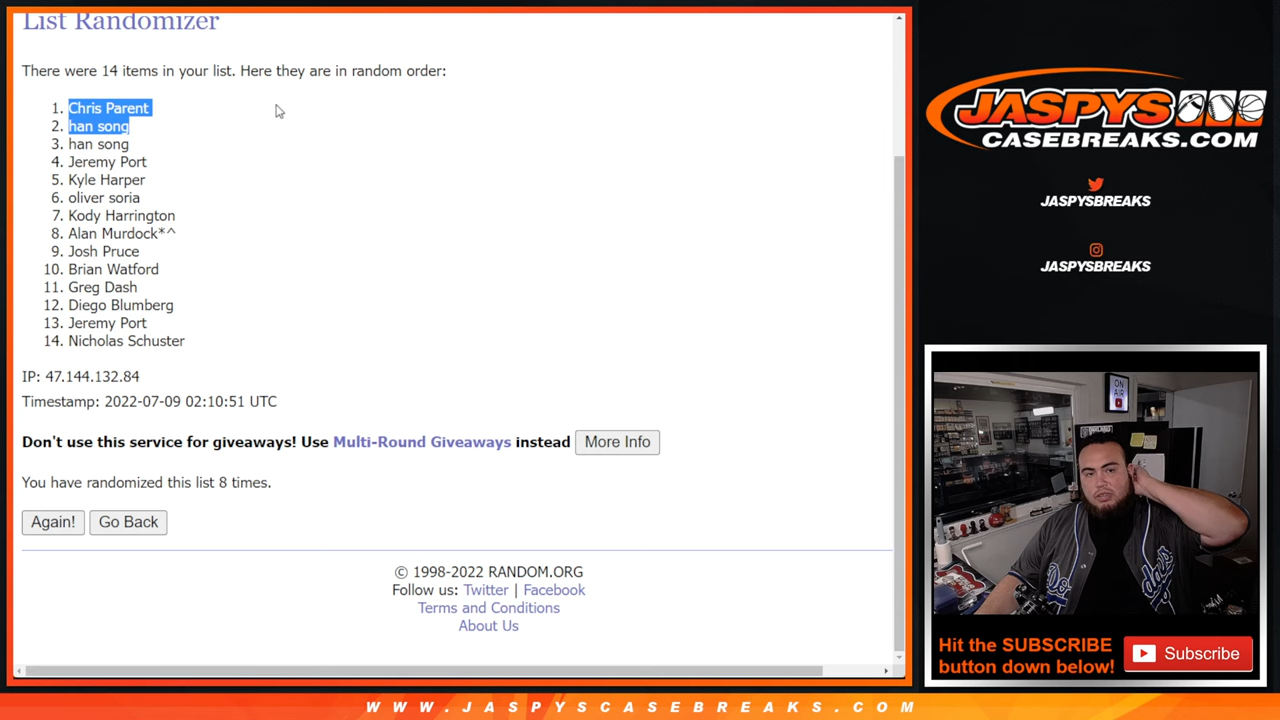 List Randomizer
There were 14 items in your list. Here they are in random order:
1. Chris Parent
2. han song
3. han song
4. Jeremy Port
5. Kyle Harper
6. oliver soria
7. Kody Harrington
8. Alan Murdock*^
9. Josh Pruce
10. Brian Watford
11. Greg Dash
12. Diego Blumberg
13. Jeremy Port
14. Nicholas Schuster
IP: 47.144.132.84
Timestamp: 2022-07-09 02:10:51 UTC
Don't use this service for giveaways! Use Multi-Round Giveaways instead More Info
You have randomized this list 8 times.
Again! Go Back
© 1998-2022 RANDOM.ORG
Follow us: Twitter | Facebook
Terms and Conditions
About Us
JASPYS
CASEBREAKS.COM
JASPYSBREAKS
JASPYSBREAKS
ON
AIR
Hit the SUBSCRIBE
button down below!
Subscribe
WWW.JASPYSCASEBREAKS.COM